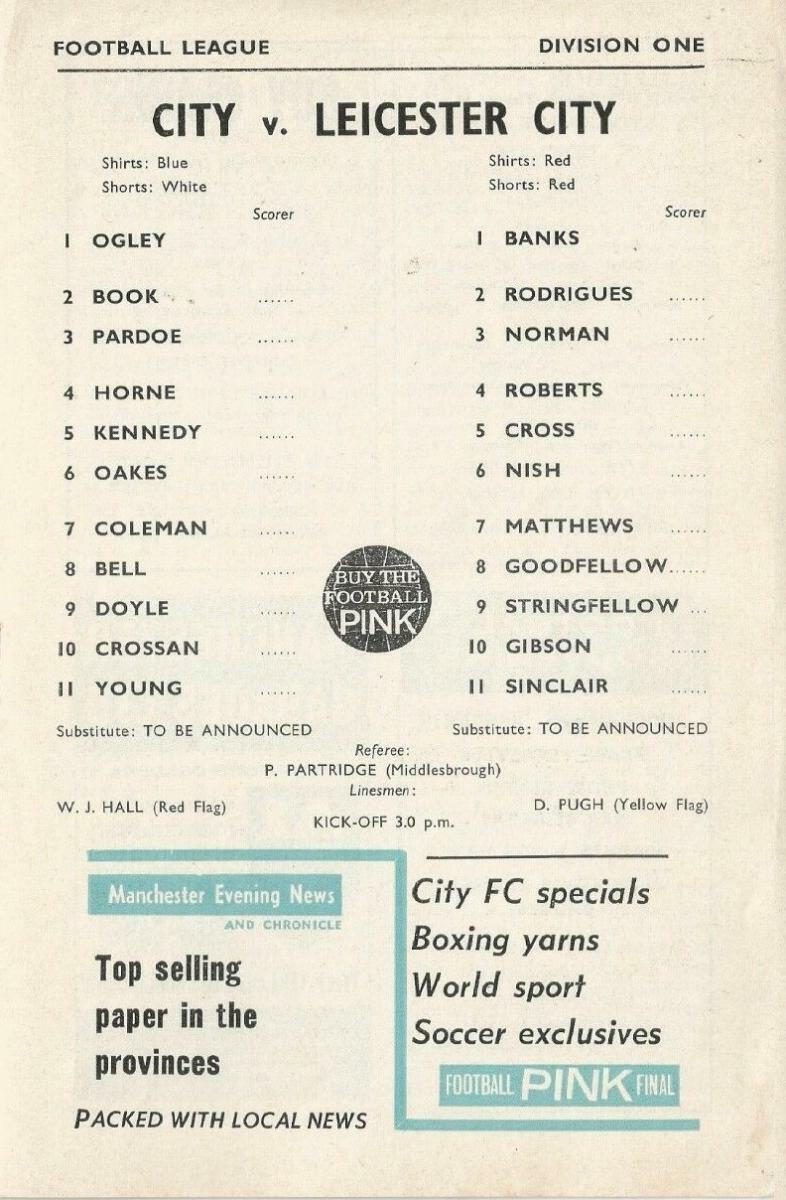 FOOTBALL LEAGUE DIVISION ONE
CITY v. LEICESTER CITY
Shirts: Blue
Shorts: White
Scorer
1 OGLEY
2 BOOK ......
3 PARDOE ......
4 HORNE ......
5 KENNEDY ......
6 OAKES ......
7 COLEMAN ......
8 BELL ......
9 DOYLE ......
10 CROSSAN ......
11 YOUNG ......
Substitute: TO BE ANNOUNCED
Shirts: Red
Shorts: Red
Scorer
1 BANKS
2 RODRIGUES ......
3 NORMAN ......
4 ROBERTS ......
5 CROSS ......
6 NISH ......
7 MATTHEWS ......
8 GOODFELLOW......
9 STRINGFELLOW ...
10 GIBSON ......
11 SINCLAIR ......
Substitute: TO BE ANNOUNCED
BUY THE
FOOTBALL
PINK
Referee:
P. PARTRIDGE (Middlesbrough)
Linesmen:
W. J. HALL (Red Flag) D. PUGH (Yellow Flag)
KICK-OFF 3.0 p.m.
Manchester Evening News
AND CHRONICLE
Top selling
paper in the
provinces
PACKED WITH LOCAL NEWS
City FC specials
Boxing yarns
World sport
Soccer exclusives
FOOTBALL PINK FINAL